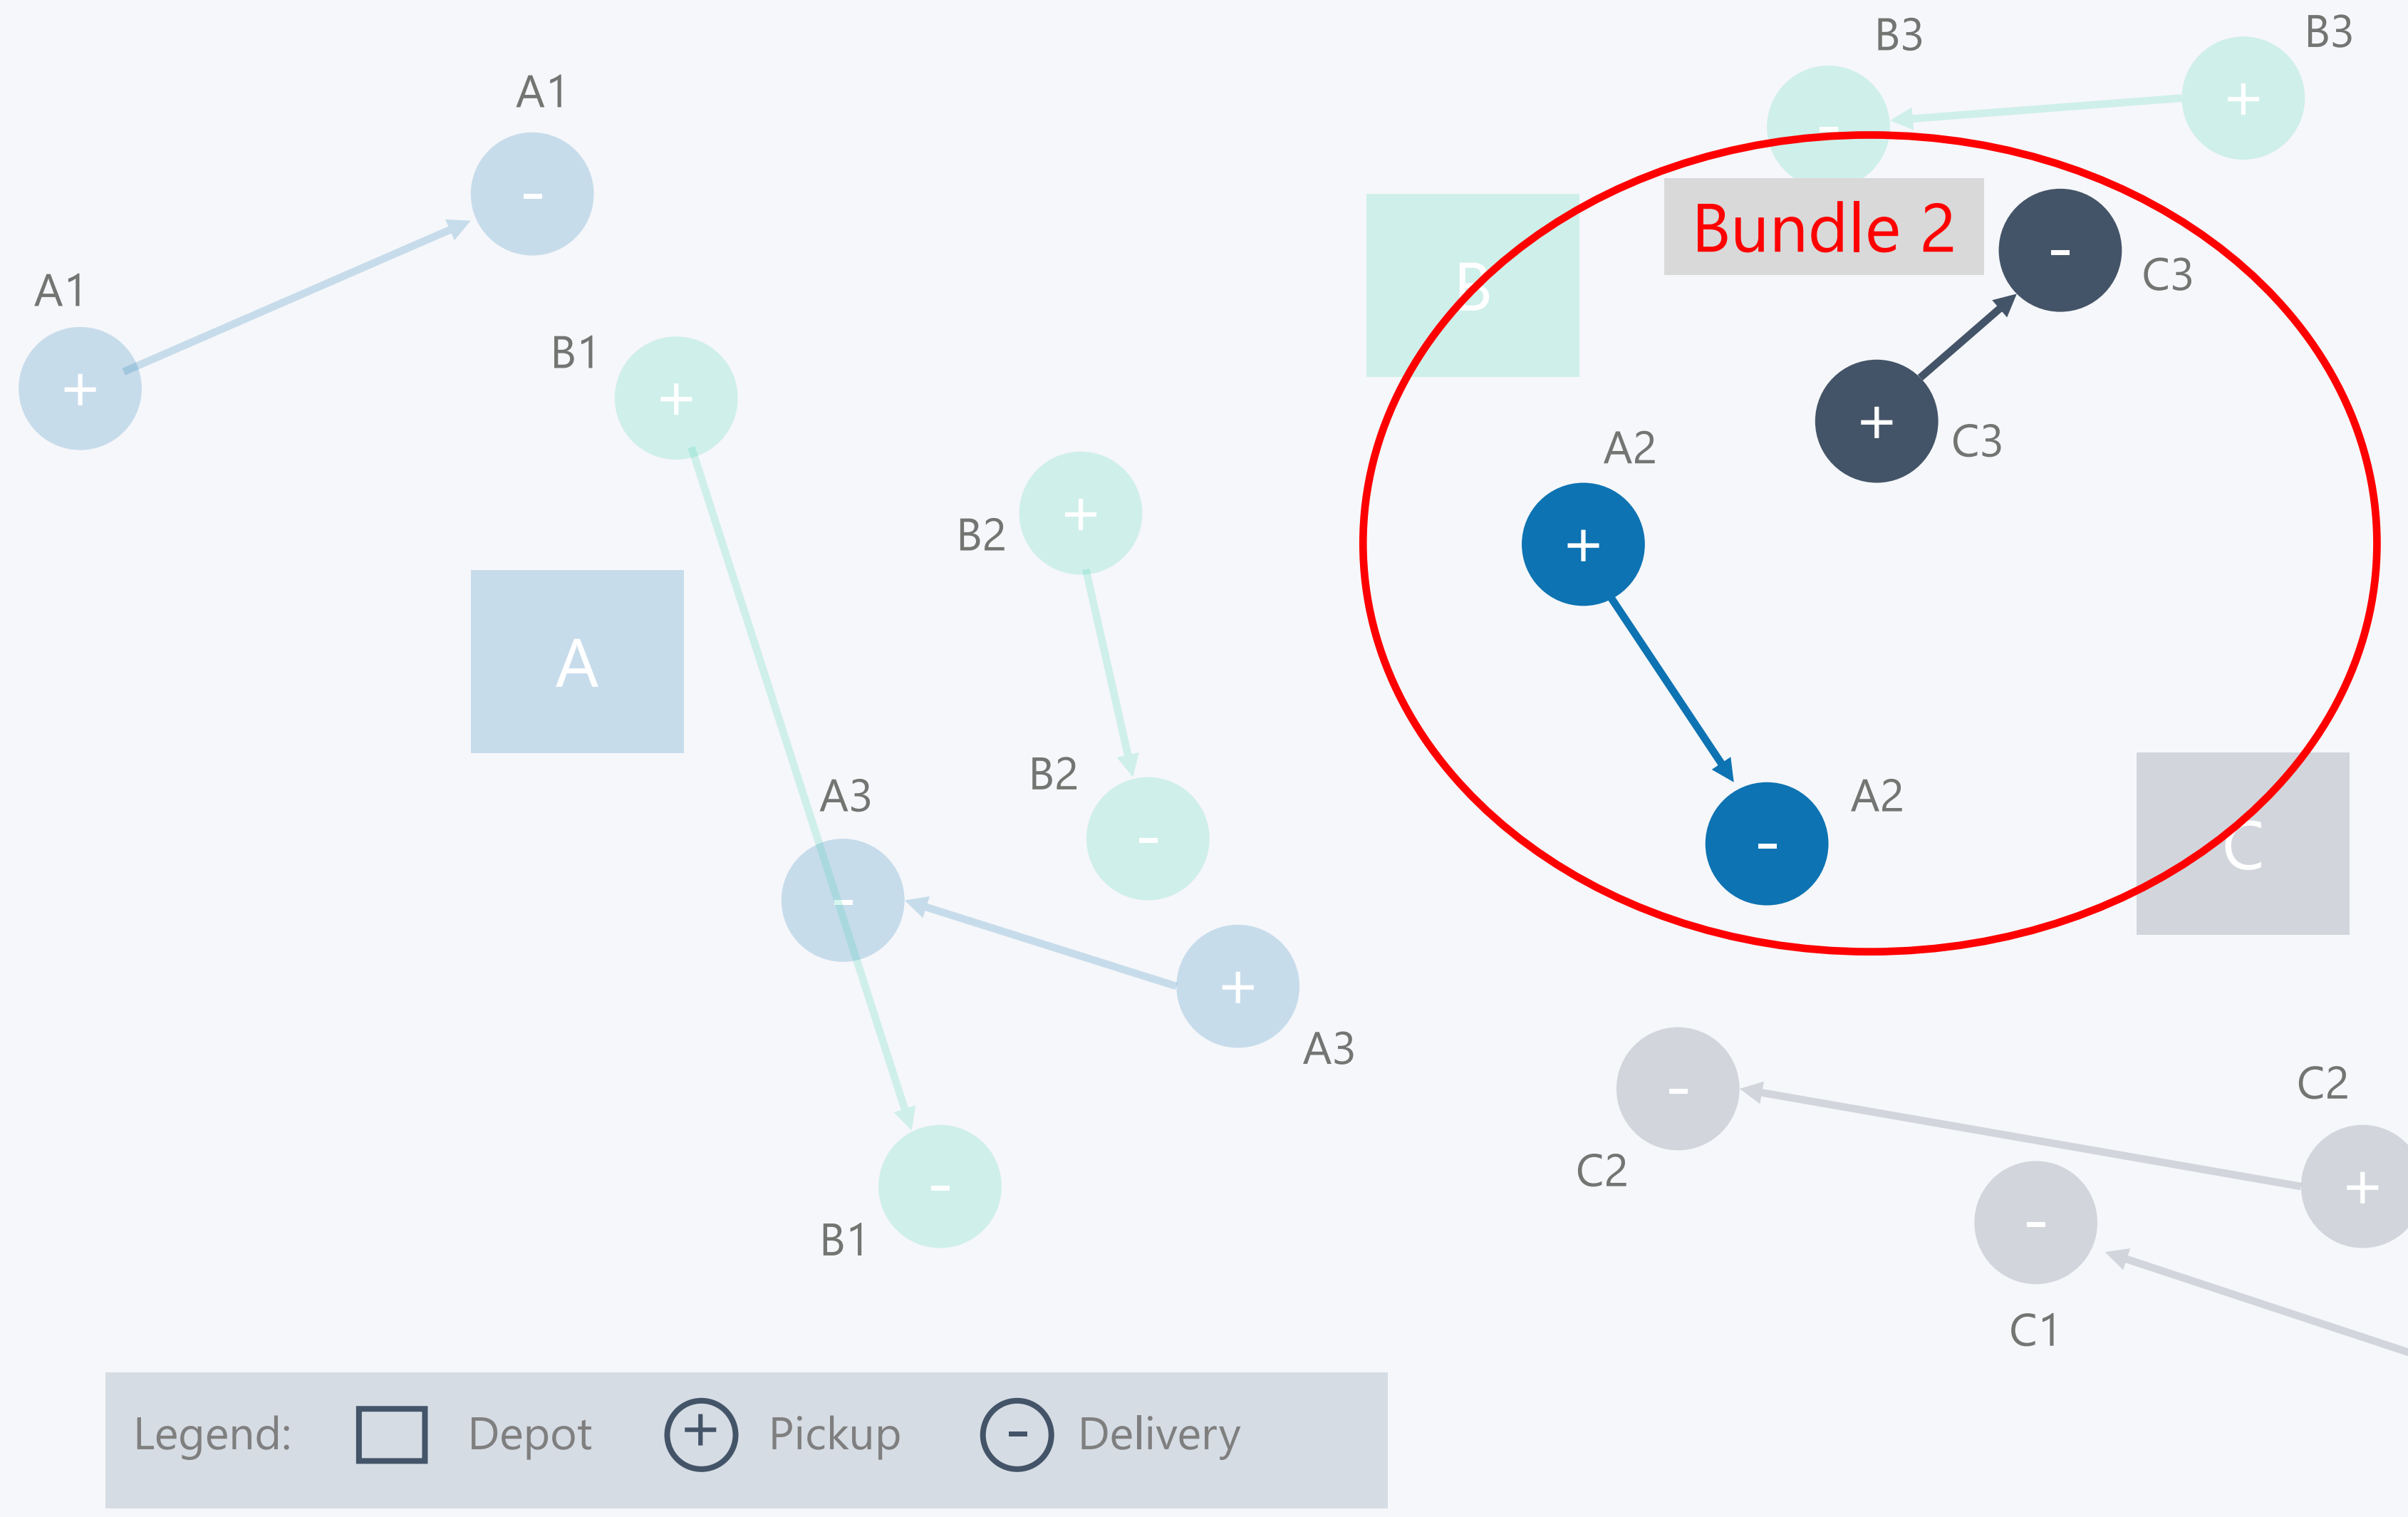 B3
B3
A1
-
+
-
Bundle 2
-
C3
A1
B
B1
+
+
+
C3
A2
B2
+
+
A
B2
A3
A2
-
-
C
-
+
A3
C2
-
C2
+
-
-
B1
C1
Legend:
Depot
+
Pickup
-
Delivery